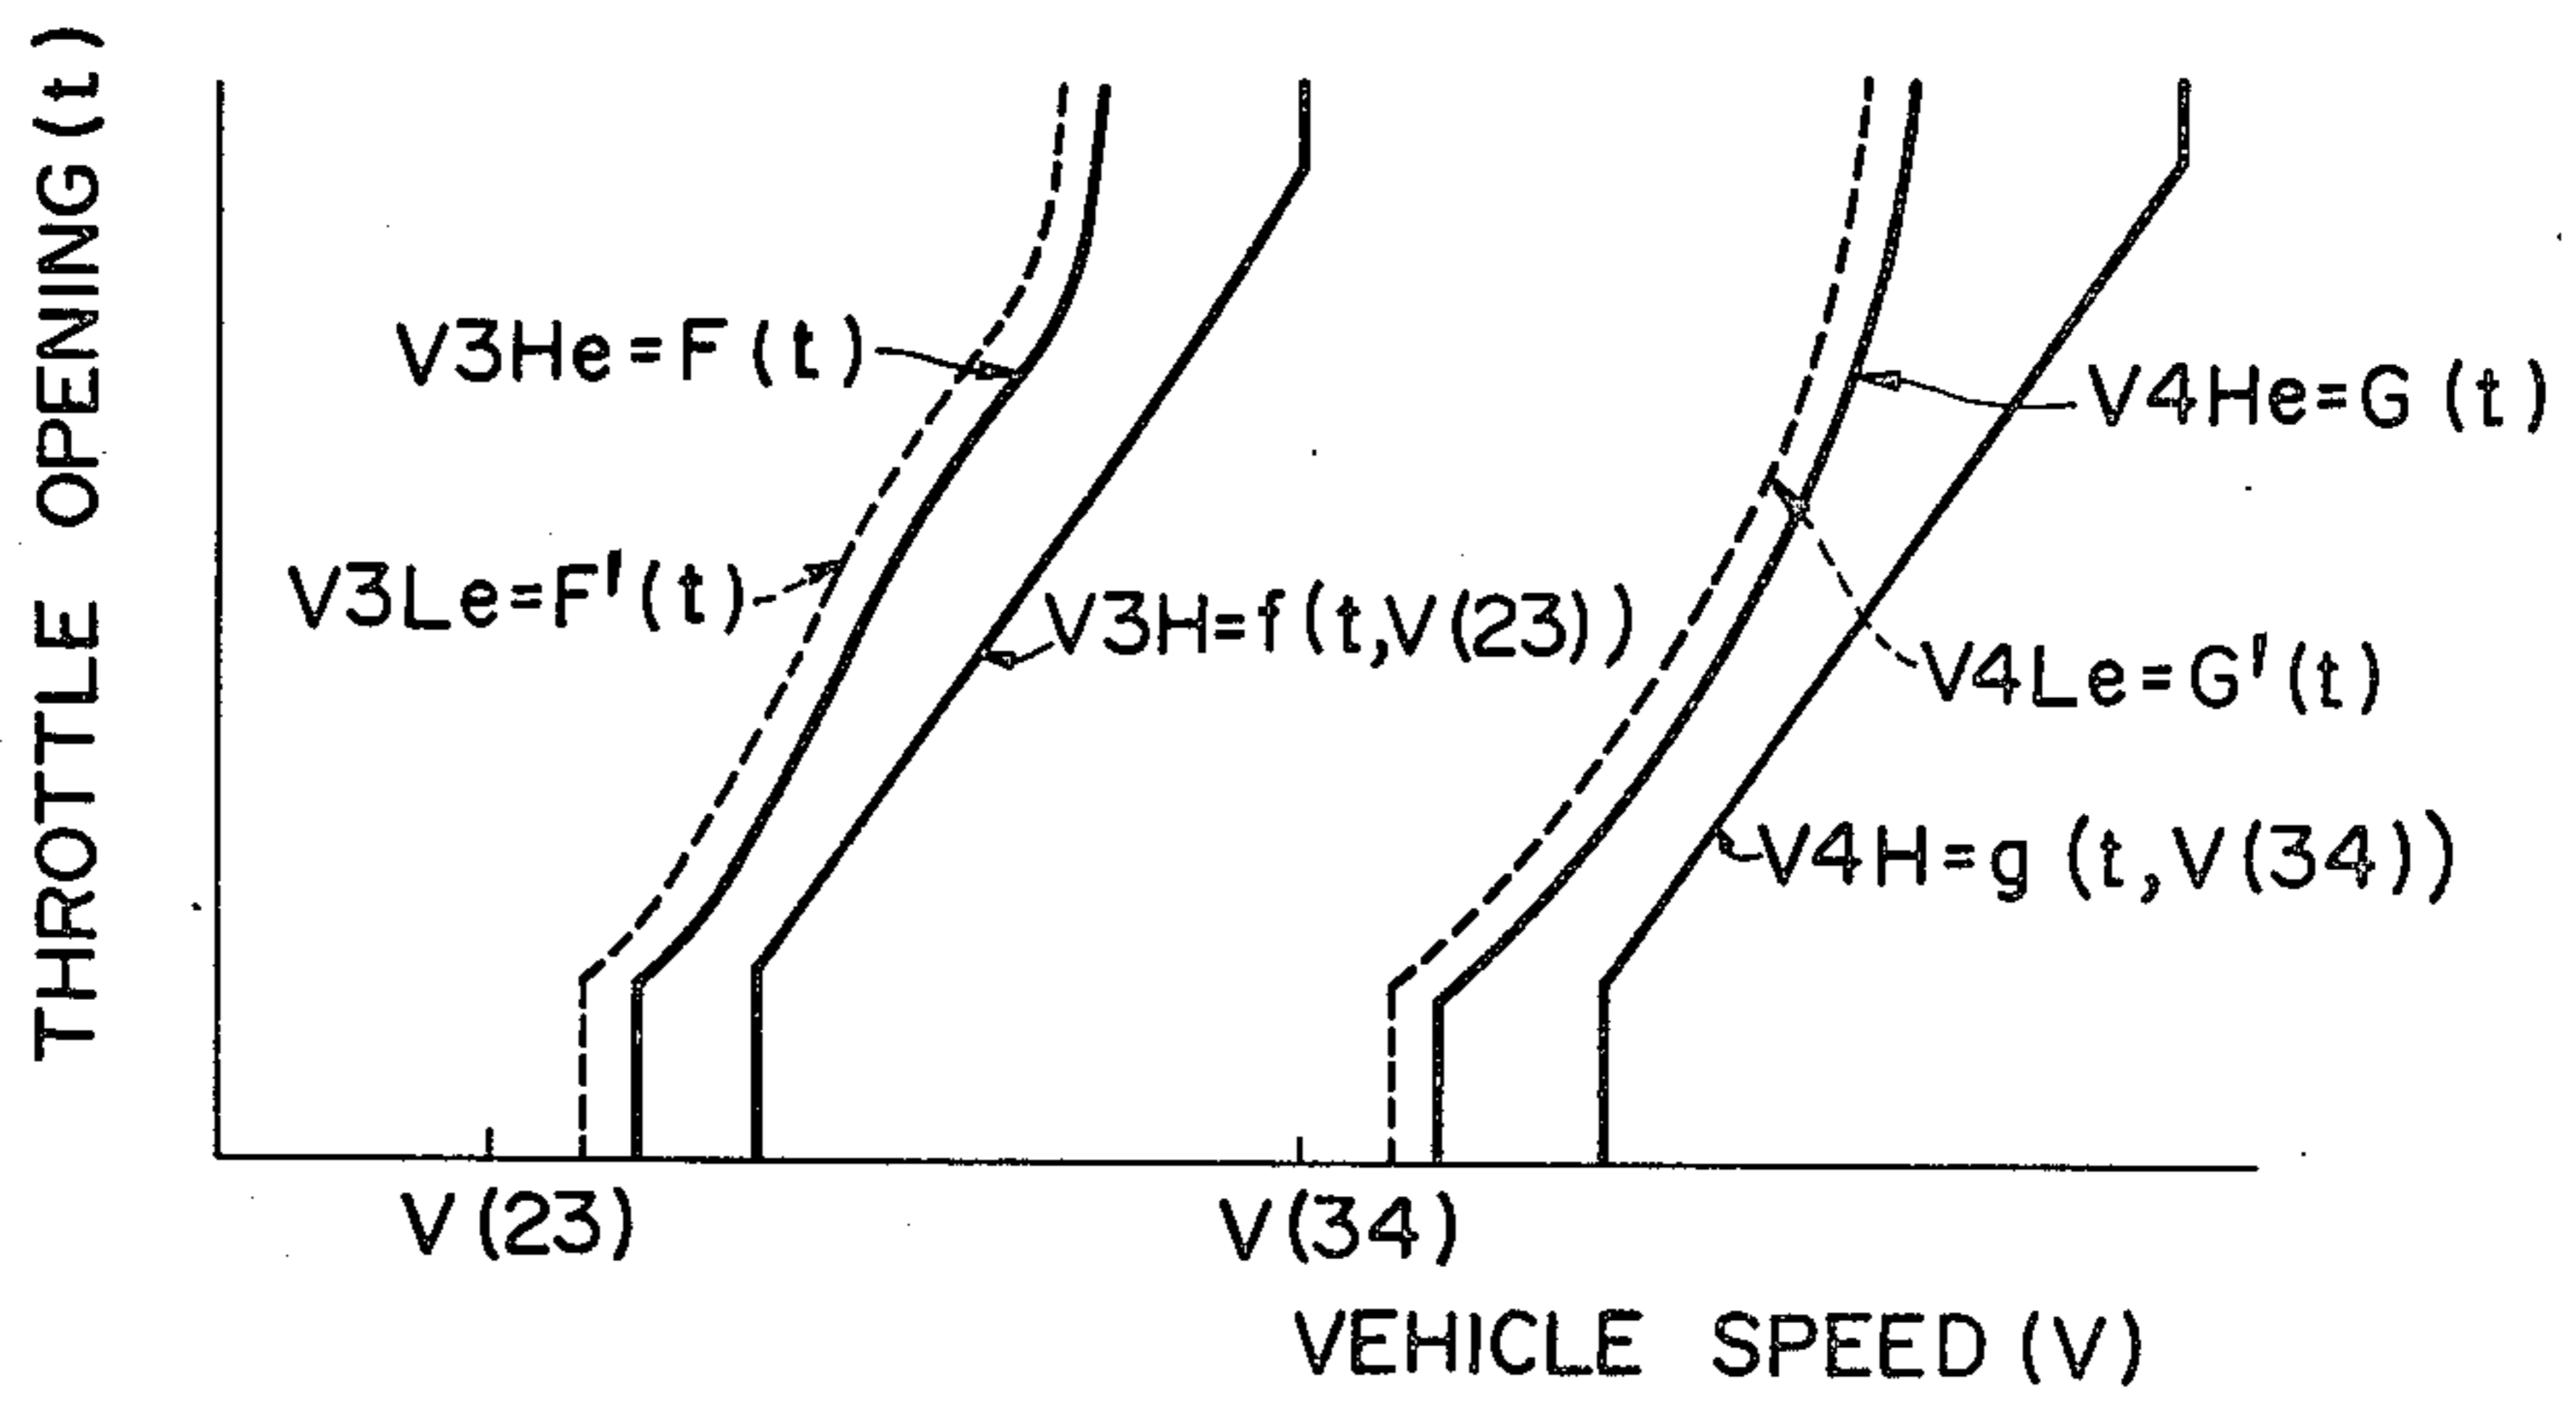 THROTTLE OPENING (t)
V3He=F(t)
V4He=G(t)
V3Le=F'(t)
V3H=f(t,V(23))
V4Le=G'(t)
V4H=g(t,V(34))
V(23)
V(34)
VEHICLE SPEED (V)